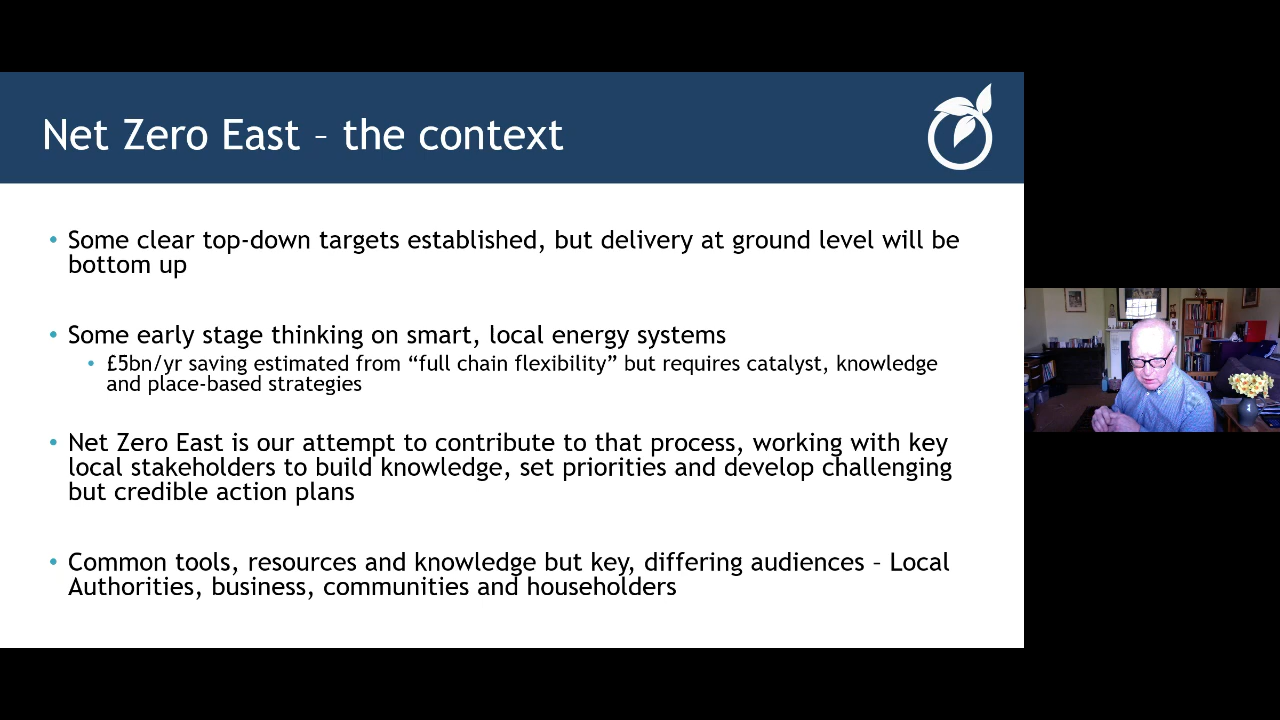 Net Zero East – the context
• Some clear top-down targets established, but delivery at ground level will be
bottom up
• Some early stage thinking on smart, local energy systems
• £5bn/yr saving estimated from “full chain flexibility” but requires catalyst, knowledge
and place-based strategies
• Net Zero East is our attempt to contribute to that process, working with key
local stakeholders to build knowledge, set priorities and develop challenging
but credible action plans
• Common tools, resources and knowledge but key, differing audiences – Local
Authorities, business, communities and householders